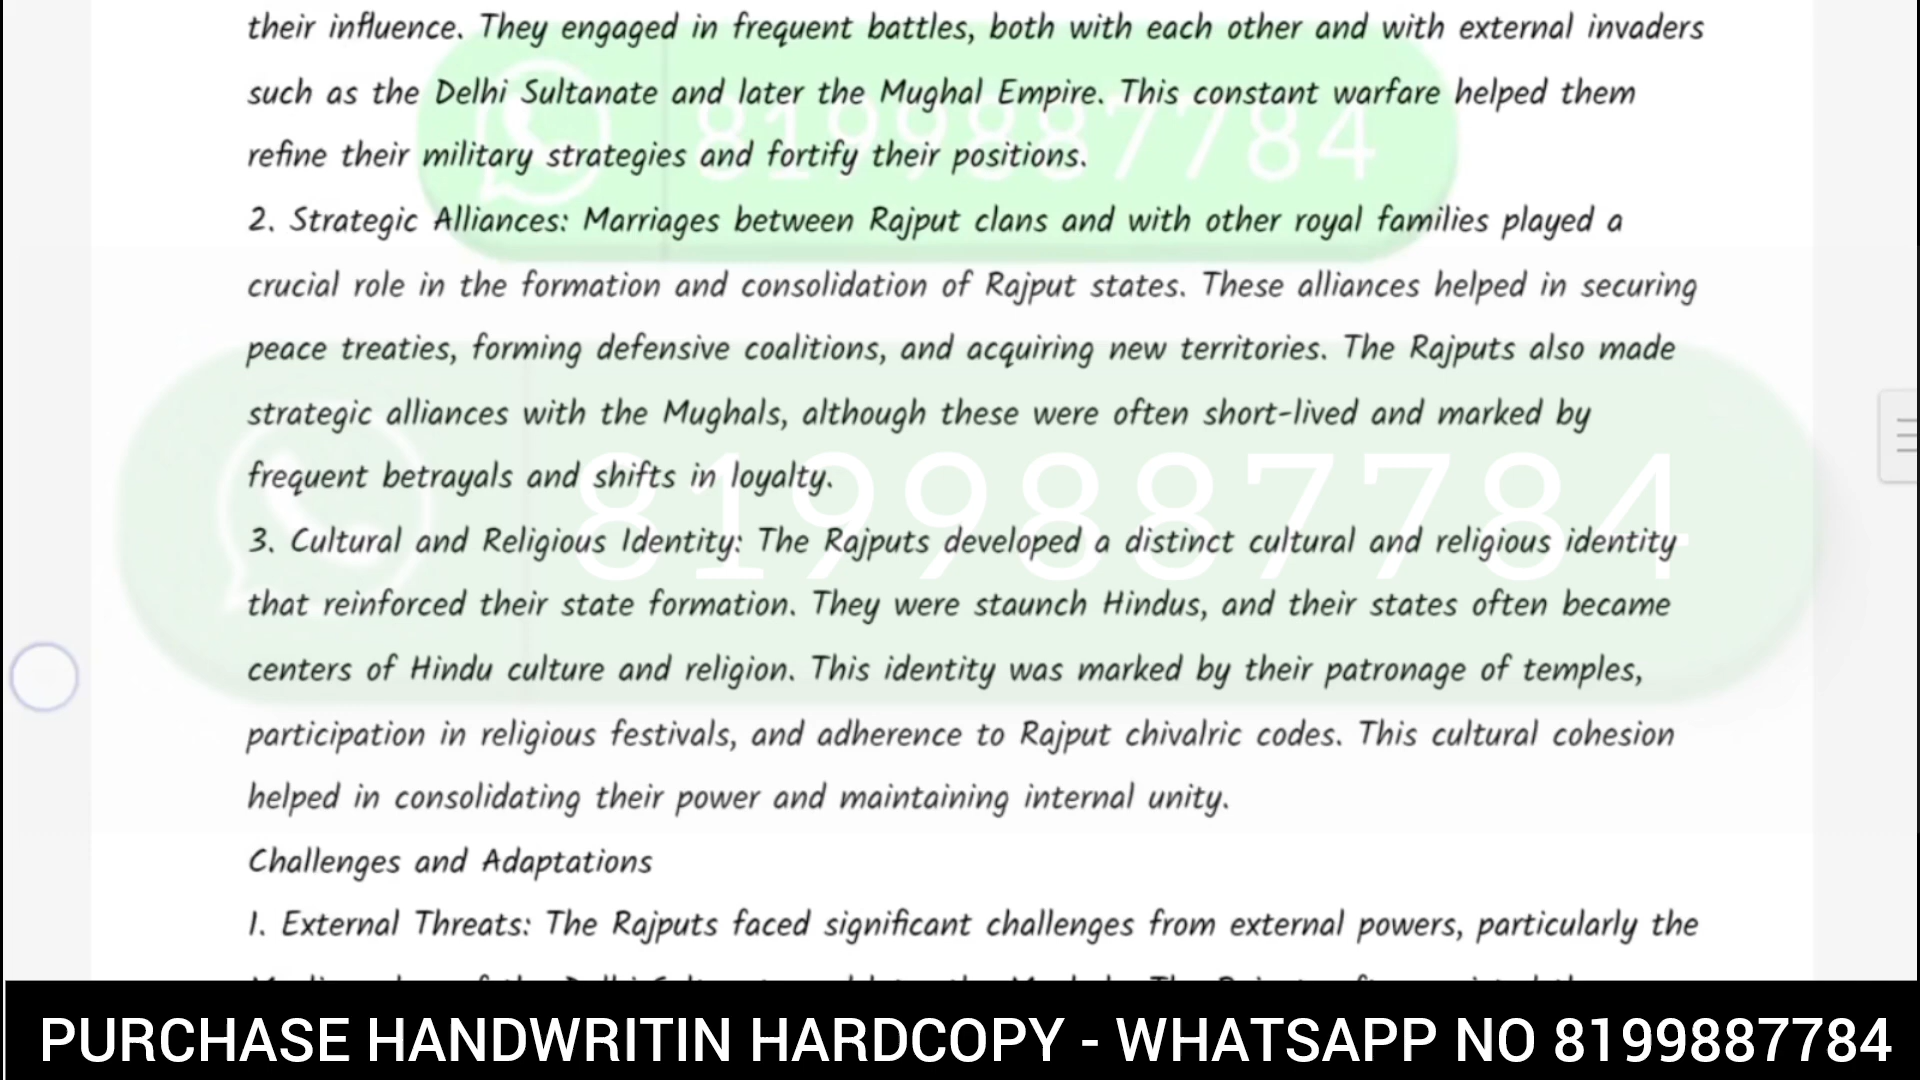 their influence. They engaged in frequent battles, both with each other and with external invaders
such as the Delhi Sultanate and later the Mughal Empire. This constant warfare helped them
8199887784
refine their military strategies and fortify their positions.
2. Strategic Alliances: Marriages between Rajput clans and with other royal families played a
crucial role in the formation and consolidation of Rajput states. These alliances helped in securing
peace treaties, forming defensive coalitions, and acquiring new territories. The Rajputs also made
strategic alliances with the Mughals, although these were often short-lived and marked by
frequent betrayals and shifts in loyalty.
8199887784
3. Cultural and Religious Identity: The Rajputs developed a distinct cultural and religious identity
that reinforced their state formation. They were staunch Hindus, and their states often became
centers of Hindu culture and religion. This identity was marked by their patronage of temples,
participation in religious festivals, and adherence to Rajput chivalric codes. This cultural cohesion
helped in consolidating their power and maintaining internal unity.
Challenges and Adaptations
1. External Threats: The Rajputs faced significant challenges from external powers, particularly the
PURCHASE HANDWRITIN HARDCOPY - WHATSAPP NO 8199887784